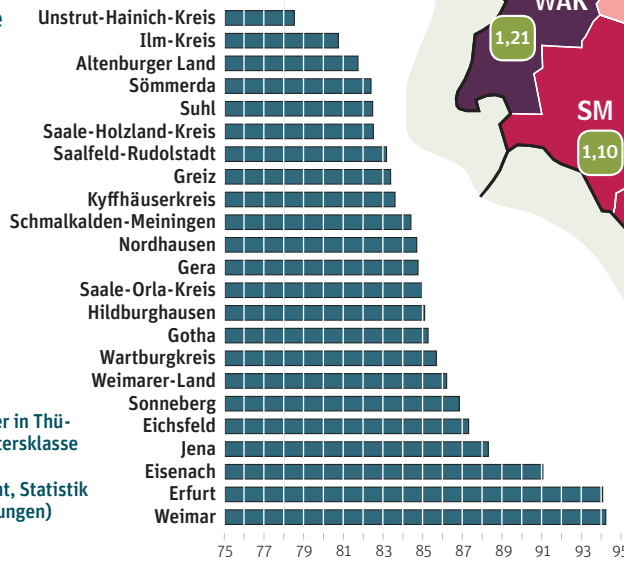 e
Unstrut-Hainich-Kreis
Ilm-Kreis
Altenburger Land
Sömmerda
Suhl
Saale-Holzland-Kreis
Saalfeld-Rudolstadt
Greiz
Kyffhäuserkreis
Schmalkalden-Meiningen
Nordhausen
Gera
Saale-Orla-Kreis
Hildburghausen
Gotha
Wartburgkreis
Weimarer-Land
Sonneberg
Eichsfeld
Jena
Eisenach
Erfurt
Weimar
75 77 79 81 83 85 87 89 91 93 95
er in Thü-
tersklasse
nt, Statistik
ungen)
WAK
1,21
SM
1,10